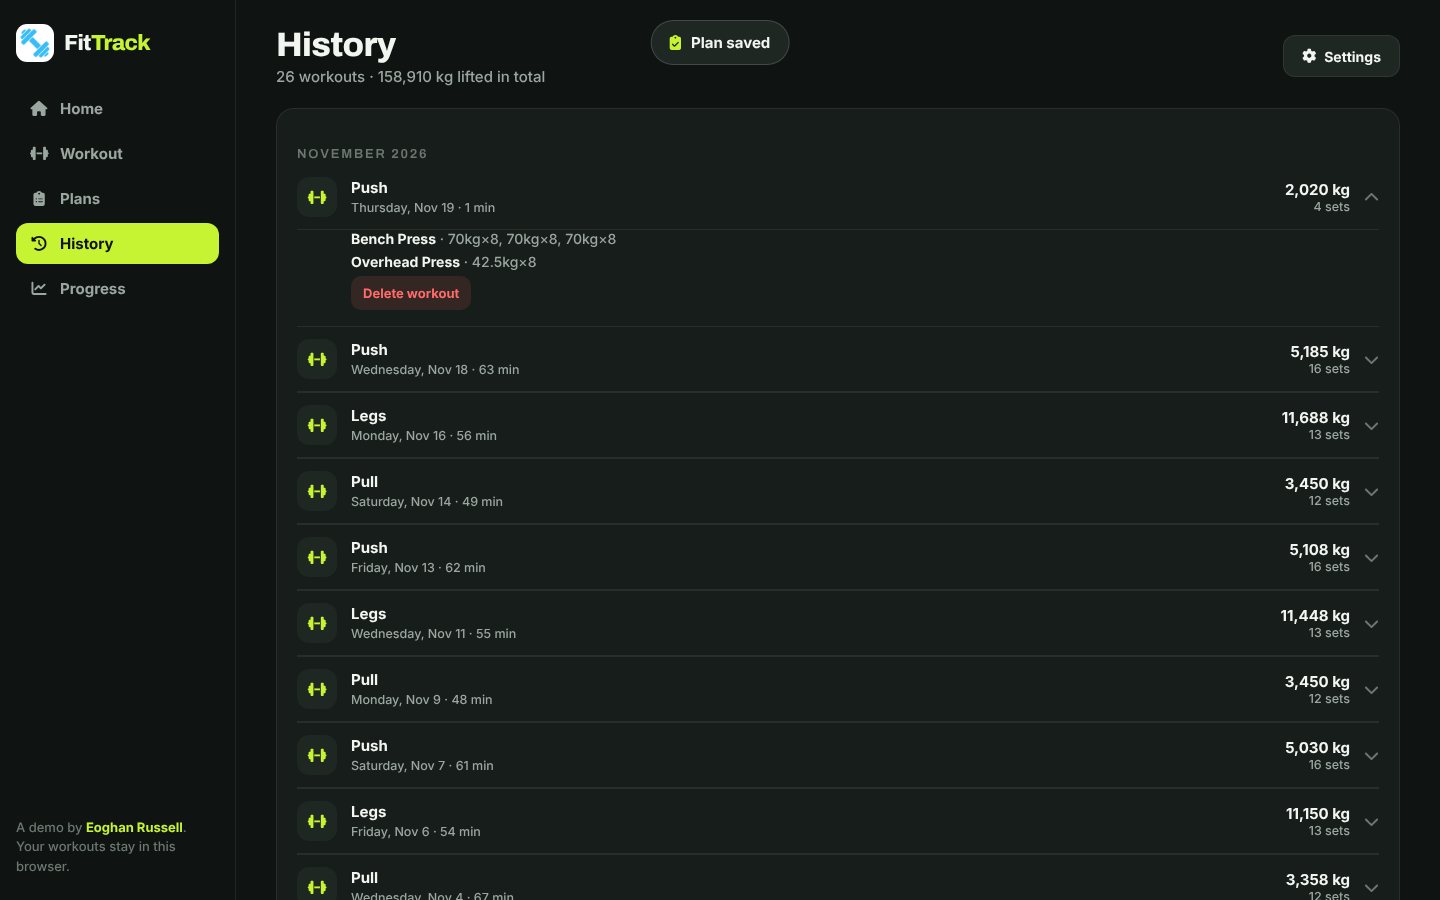 FitTrack
Home
Workout
Plans
History
Progress
A demo by Eoghan Russell.
Your workouts stay in this
browser.
History
26 workouts · 158,910 kg lifted in total
Plan saved
Settings
NOVEMBER 2026
Push
Thursday, Nov 19 · 1 min
2,020 kg
4 sets
Bench Press · 70kg×8, 70kg×8, 70kg×8
Overhead Press · 42.5kg×8
Delete workout
Push
Wednesday, Nov 18 · 63 min
5,185 kg
16 sets
Legs
Monday, Nov 16 · 56 min
11,688 kg
13 sets
Pull
Saturday, Nov 14 · 49 min
3,450 kg
12 sets
Push
Friday, Nov 13 · 62 min
5,108 kg
16 sets
Legs
Wednesday, Nov 11 · 55 min
11,448 kg
13 sets
Pull
Monday, Nov 9 · 48 min
3,450 kg
12 sets
Push
Saturday, Nov 7 · 61 min
5,030 kg
16 sets
Legs
Friday, Nov 6 · 54 min
11,150 kg
13 sets
Pull
Wednesday, Nov 4 · 67 min
3,358 kg
12 sets